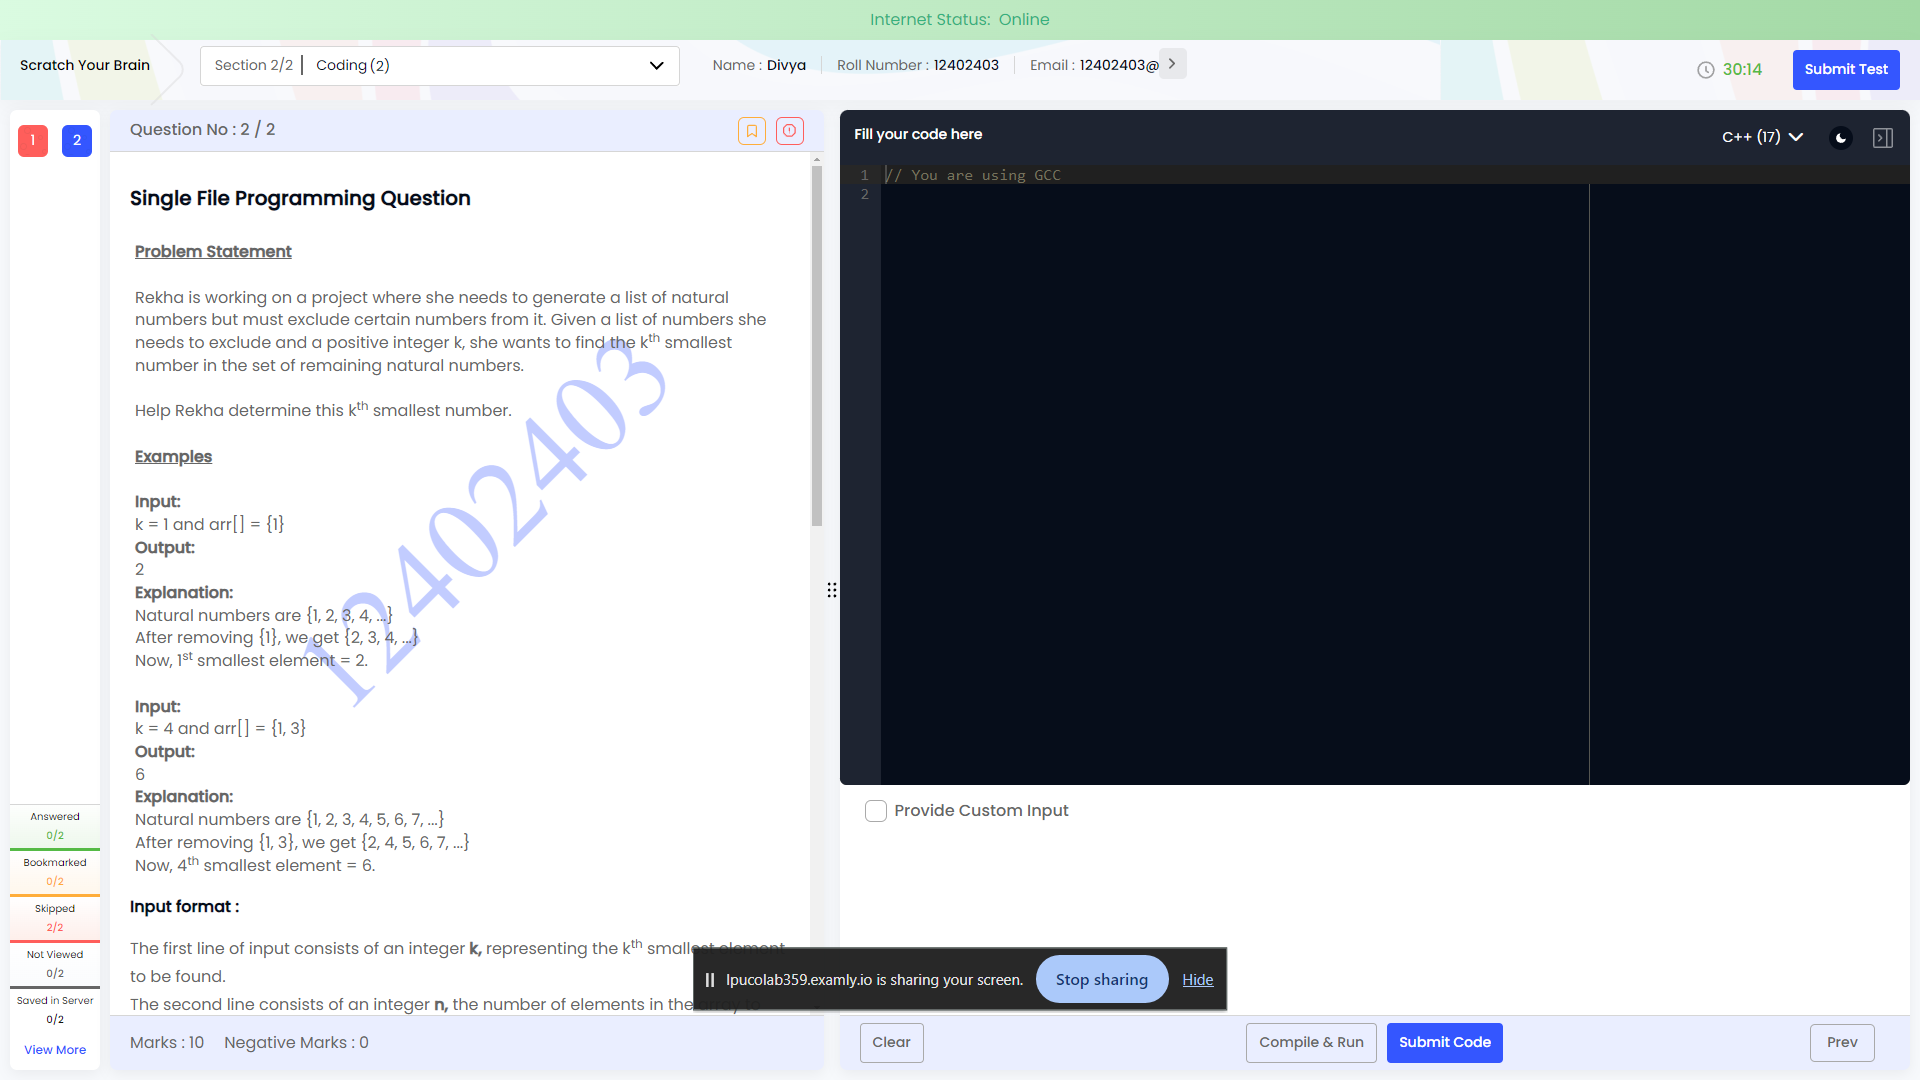 Internet Status: Online
Scratch Your Brain
Section 2/2 | Coding (2)
Name : Divya
Roll Number : 12402403
Email : 12402403@
30:14
Submit Test
1
2
Question No : 2 / 2
Single File Programming Question
Problem Statement
Rekha is working on a project where she needs to generate a list of natural
numbers but must exclude certain numbers from it. Given a list of numbers she
needs to exclude and a positive integer k, she wants to find the kth smallest
number in the set of remaining natural numbers.
Help Rekha determine this kth smallest number.
Examples
Input:
k = 1 and arr[] = {1}
Output:
2
Explanation:
Natural numbers are {1, 2, 3, 4, ...}
After removing {1}, we get {2, 3, 4, ...}
Now, 1st smallest element = 2.
Input:
k = 4 and arr[] = {1, 3}
Output:
6
Explanation:
Natural numbers are {1, 2, 3, 4, 5, 6, 7, ...}
After removing {1, 3}, we get {2, 4, 5, 6, 7, ...}
Now, 4th smallest element = 6.
Input format :
The first line of input consists of an integer k, representing the kth smallest element
to be found.
The second line consists of an integer n, the number of elements in the array to
12402403
Answered
0/2
Bookmarked
0/2
Skipped
2/2
Not Viewed
0/2
Saved in Server
0/2
View More
Marks : 10
Negative Marks : 0
Fill your code here
C++ (17)
1 // You are using GCC
2
Provide Custom Input
lpucolab359.examly.io is sharing your screen.
Stop sharing
Hide
Clear
Compile & Run
Submit Code
Prev